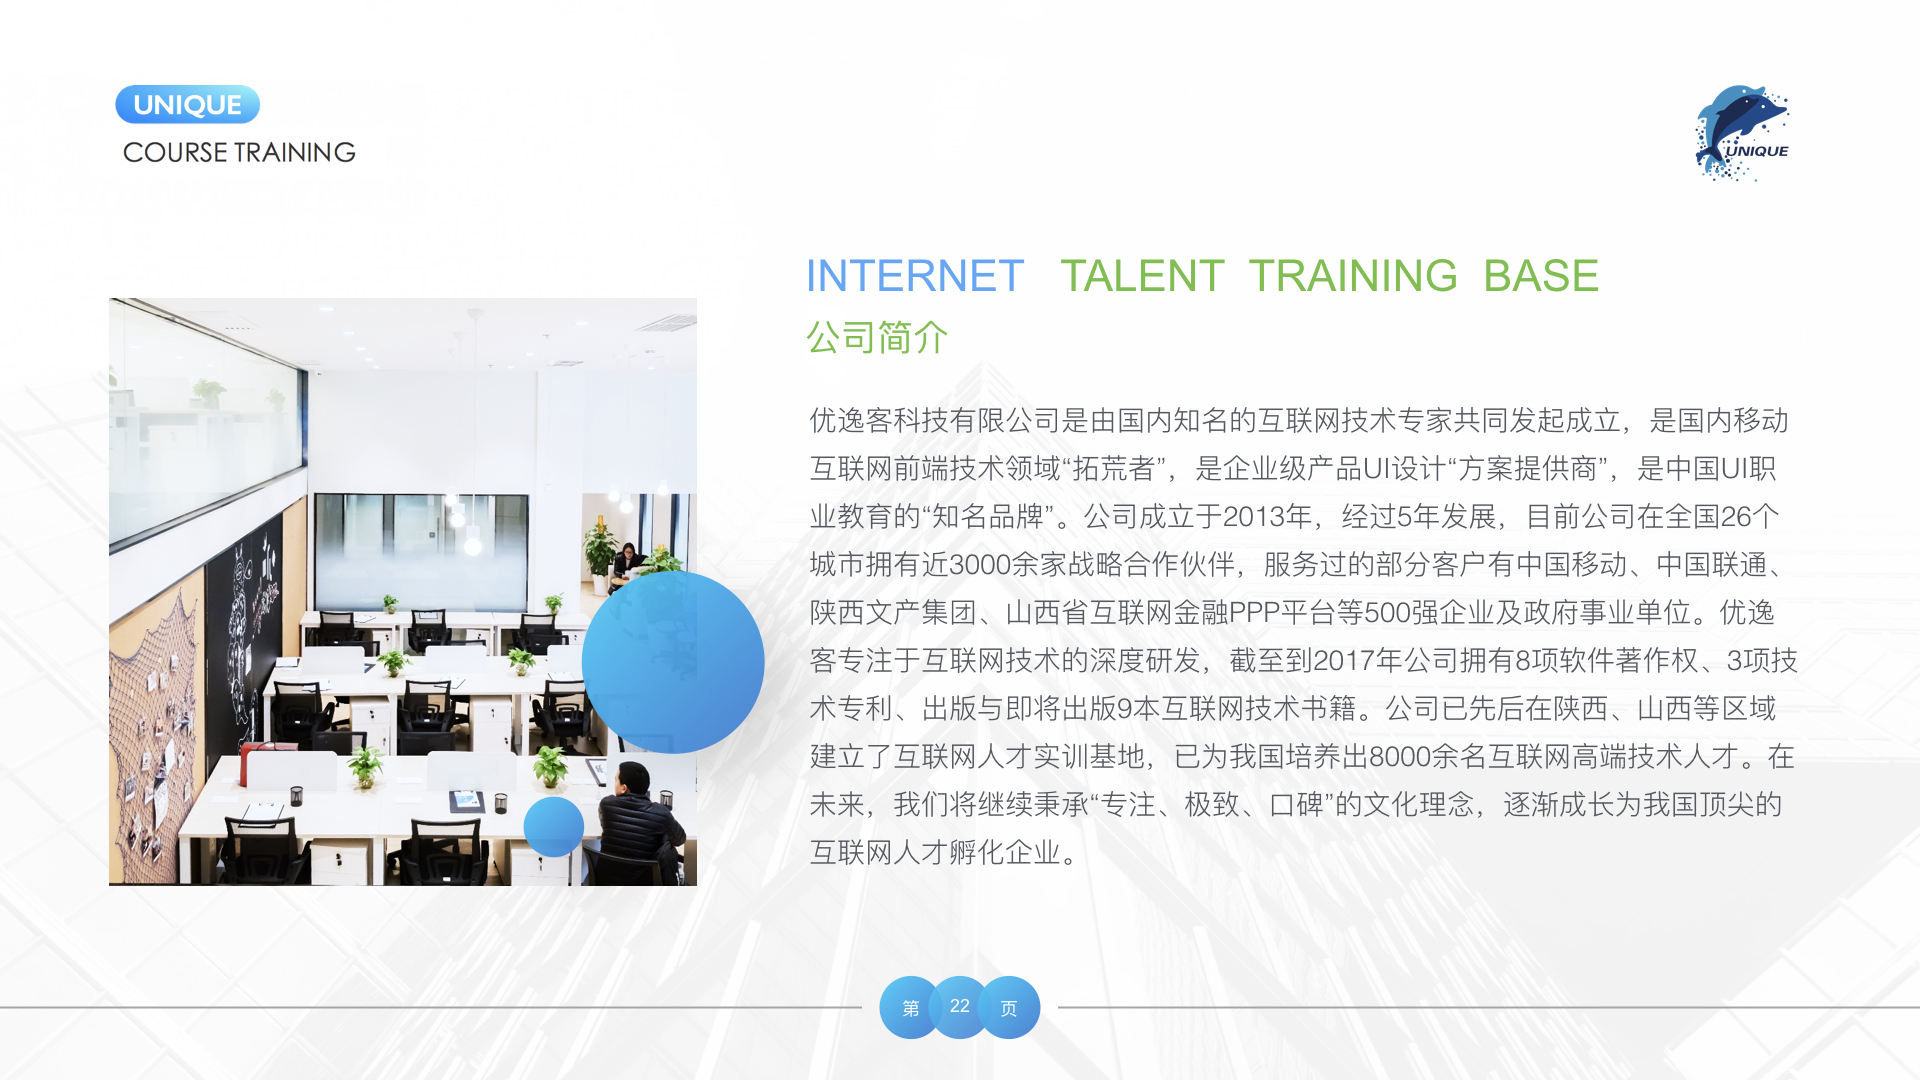 UNIQUE
COURSE TRAINING
UNIQUE
INTERNET TALENT TRAINING BASE
公司简介
优逸客科技有限公司是由国内知名的互联网技术专家共同发起成立，是国内移动
互联网前端技术领域“拓荒者”，是企业级产品UI设计“方案提供商”，是中国UI职
业教育的“知名品牌”。公司成立于2013年，经过5年发展，目前公司在全国26个
城市拥有近3000余家战略合作伙伴，服务过的部分客户有中国移动、中国联通、
陕西文产集团、山西省互联网金融PPP平台等500强企业及政府事业单位。优逸
客专注于互联网技术的深度研发，截至到2017年公司拥有8项软件著作权、3项技
术专利、出版与即将出版9本互联网技术书籍。公司已先后在陕西、山西等区域
建立了互联网人才实训基地，已为我国培养出8000余名互联网高端技术人才。在
未来，我们将继续秉承“专注、极致、口碑”的文化理念，逐渐成长为我国顶尖的
互联网人才孵化企业。
第 22 页